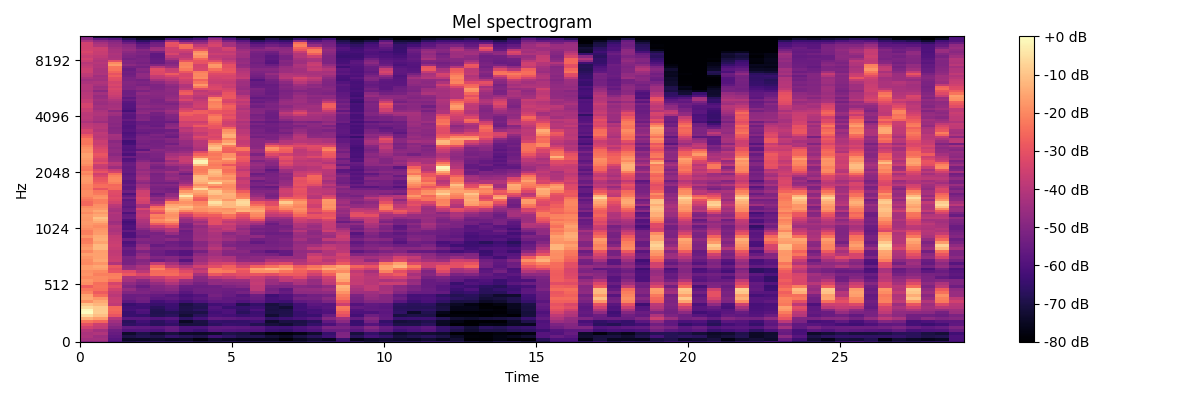 Mel spectrogram
Hz
8192
4096
2048
1024
512
0
0 5 10 15 20 25
Time
+0 dB
-10 dB
-20 dB
-30 dB
-40 dB
-50 dB
-60 dB
-70 dB
-80 dB